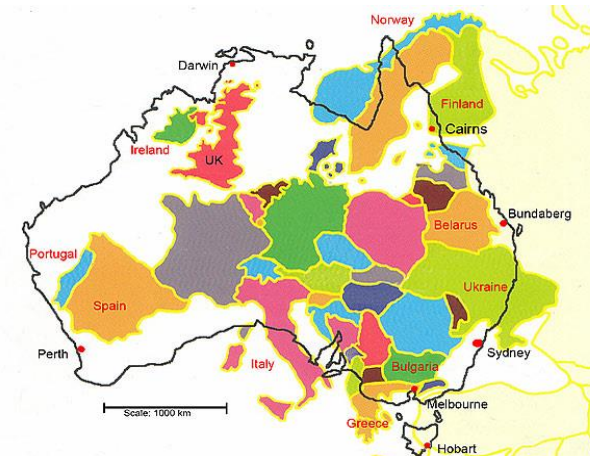 Norway
Darwin
Finland
Cairns
Ireland
UK
Bundaberg
Belarus
Portugal
Ukraine
Spain
Perth
Italy
Sydney
Bulgaria
Scale: 1000 km
Melbourne
Greece
Hobart